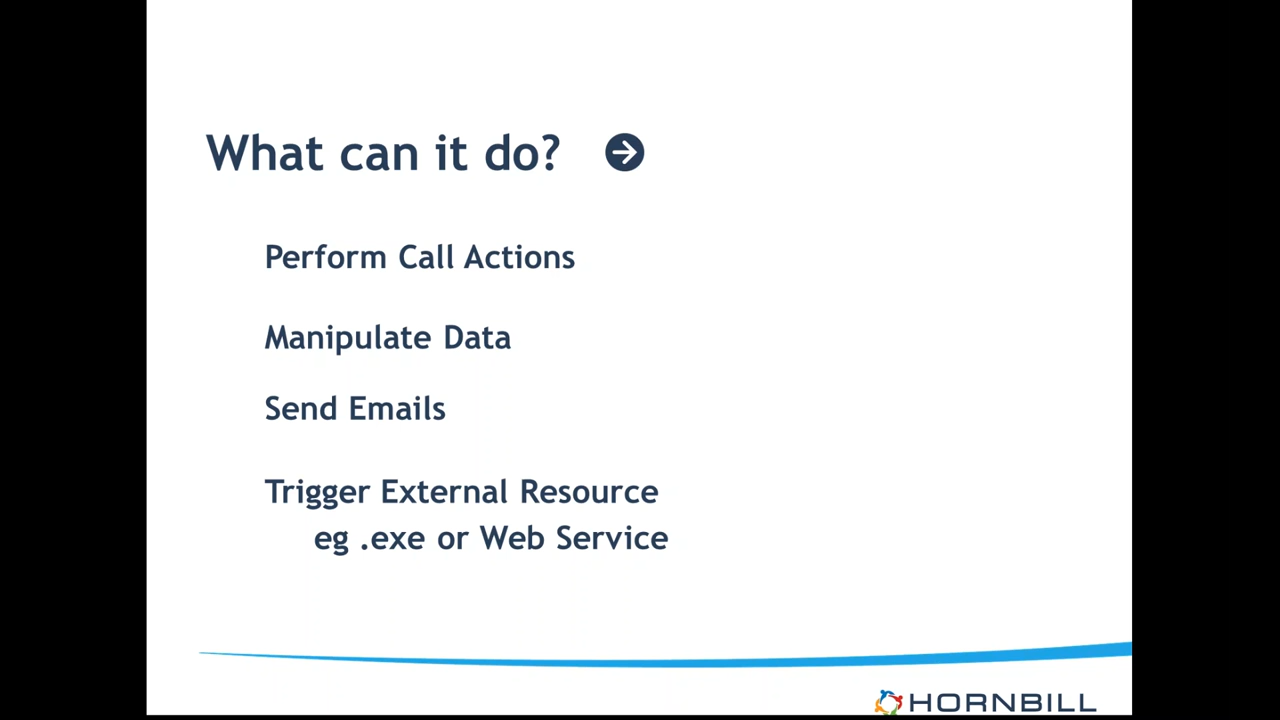 What can it do?
Perform Call Actions
Manipulate Data
Send Emails
Trigger External Resource
eg .exe or Web Service
HORNBILL